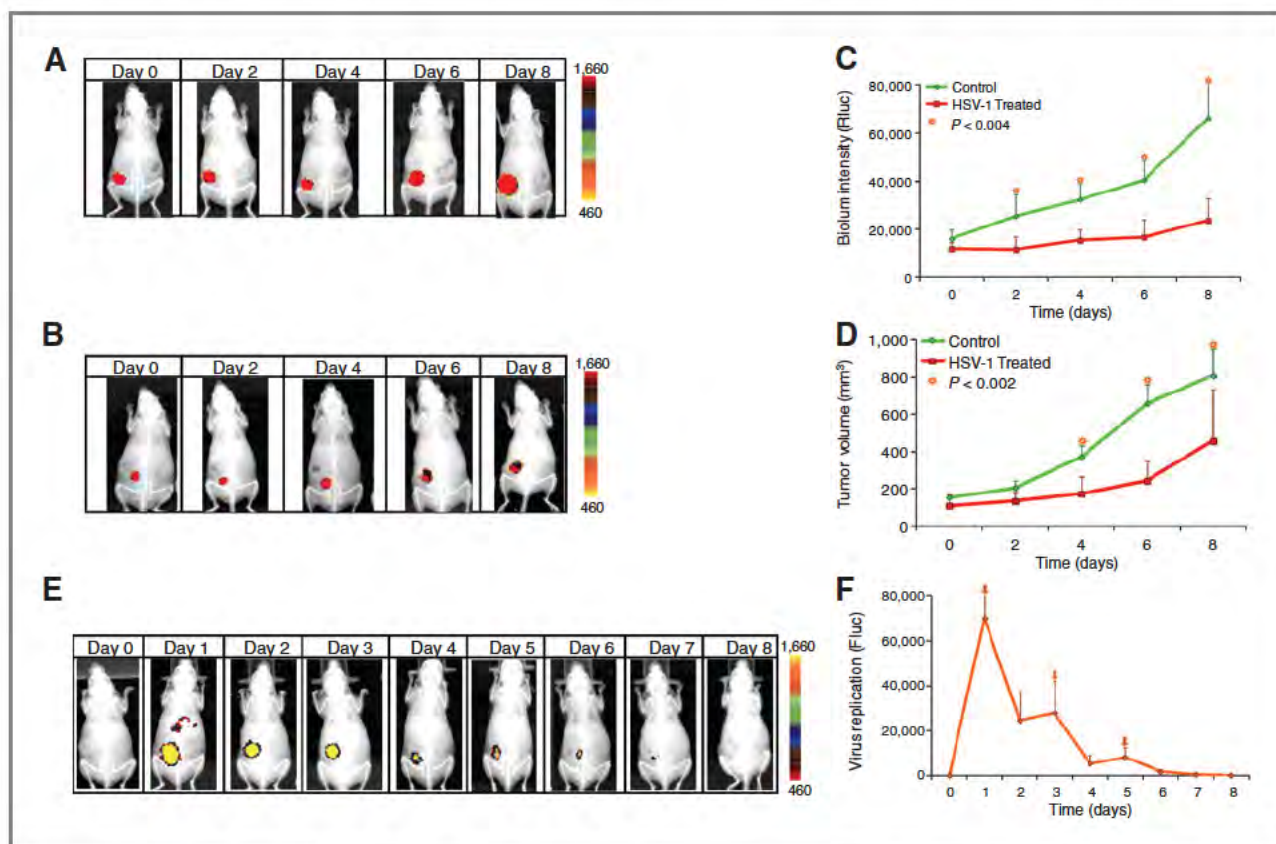 A
Day 0 Day 2 Day 4 Day 6 Day 8
1,660
460
B
Day 0 Day 2 Day 4 Day 6 Day 8
1,660
460
C
Control
HSV-1 Treated
P < 0.004
Biolum intensity (Rluc)
80,000
60,000
40,000
20,000
0
0 2 4 6 8
Time (days)
D
Control
HSV-1 Treated
P < 0.002
Tumor volume (mm³)
1,000
800
600
400
200
0
0 2 4 6 8
Time (days)
E
Day 0 Day 1 Day 2 Day 3 Day 4 Day 5 Day 6 Day 7 Day 8
1,660
460
F
Virus replication (Fluc)
80,000
60,000
40,000
20,000
0
0 1 2 3 4 5 6 7 8
Time (days)